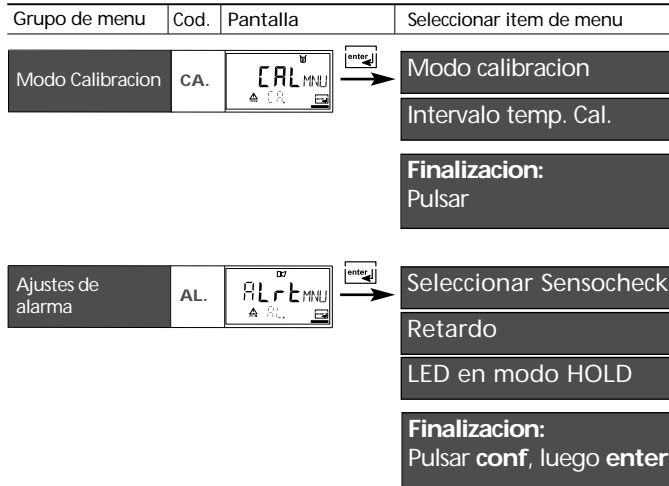 Grupo de menu Cod. Pantalla Seleccionar item de menu
Modo Calibracion CA. CAL MNU enter Modo calibracion
CA.
Intervalo temp. Cal.
Finalizacion:
Pulsar
Ajustes de alarma AL. ALrt MNU enter Seleccionar Sensocheck
AL.
Retardo
LED en modo HOLD
Finalizacion:
Pulsar conf, luego enter